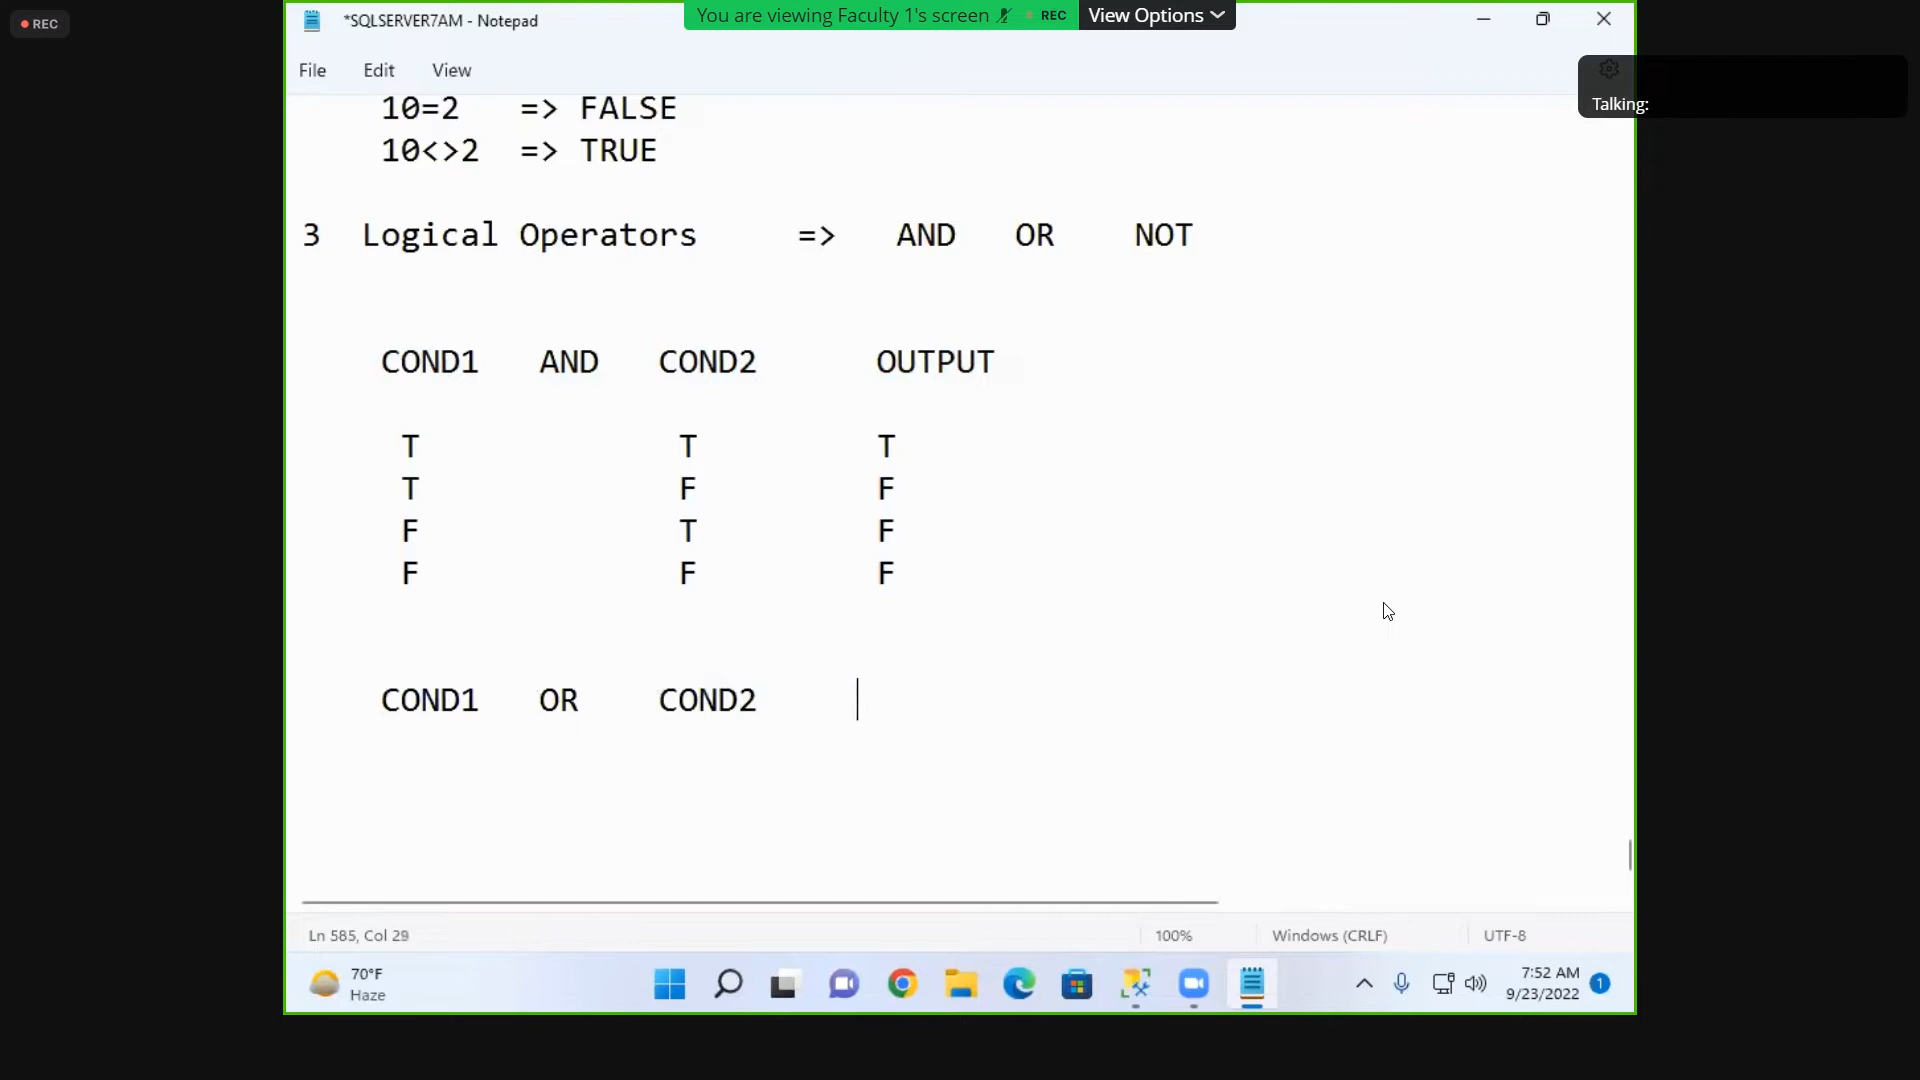 REC
*SQLSERVER7AM - Notepad
You are viewing Faculty 1's screen REC View Options
File Edit View
Talking:
10=2 => FALSE
10<>2 => TRUE
3 Logical Operators => AND OR NOT
COND1 AND COND2 OUTPUT
T T T
T F F
F T F
F F F
COND1 OR COND2
Ln 585, Col 29 100% Windows (CRLF) UTF-8
70°F
Haze
7:52 AM
9/23/2022
1